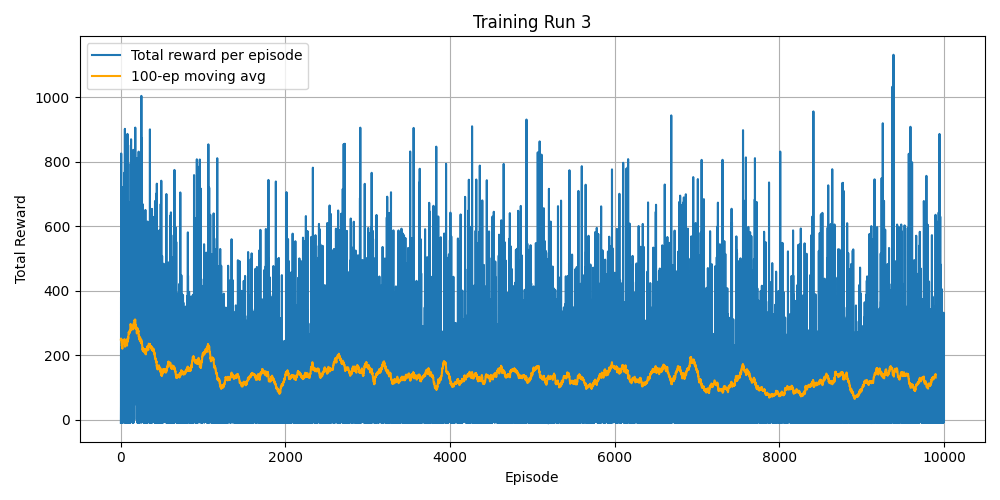 Training Run 3
Total reward per episode
100-ep moving avg
Total Reward
1000
800
600
400
200
0
0 2000 4000 6000 8000 10000
Episode